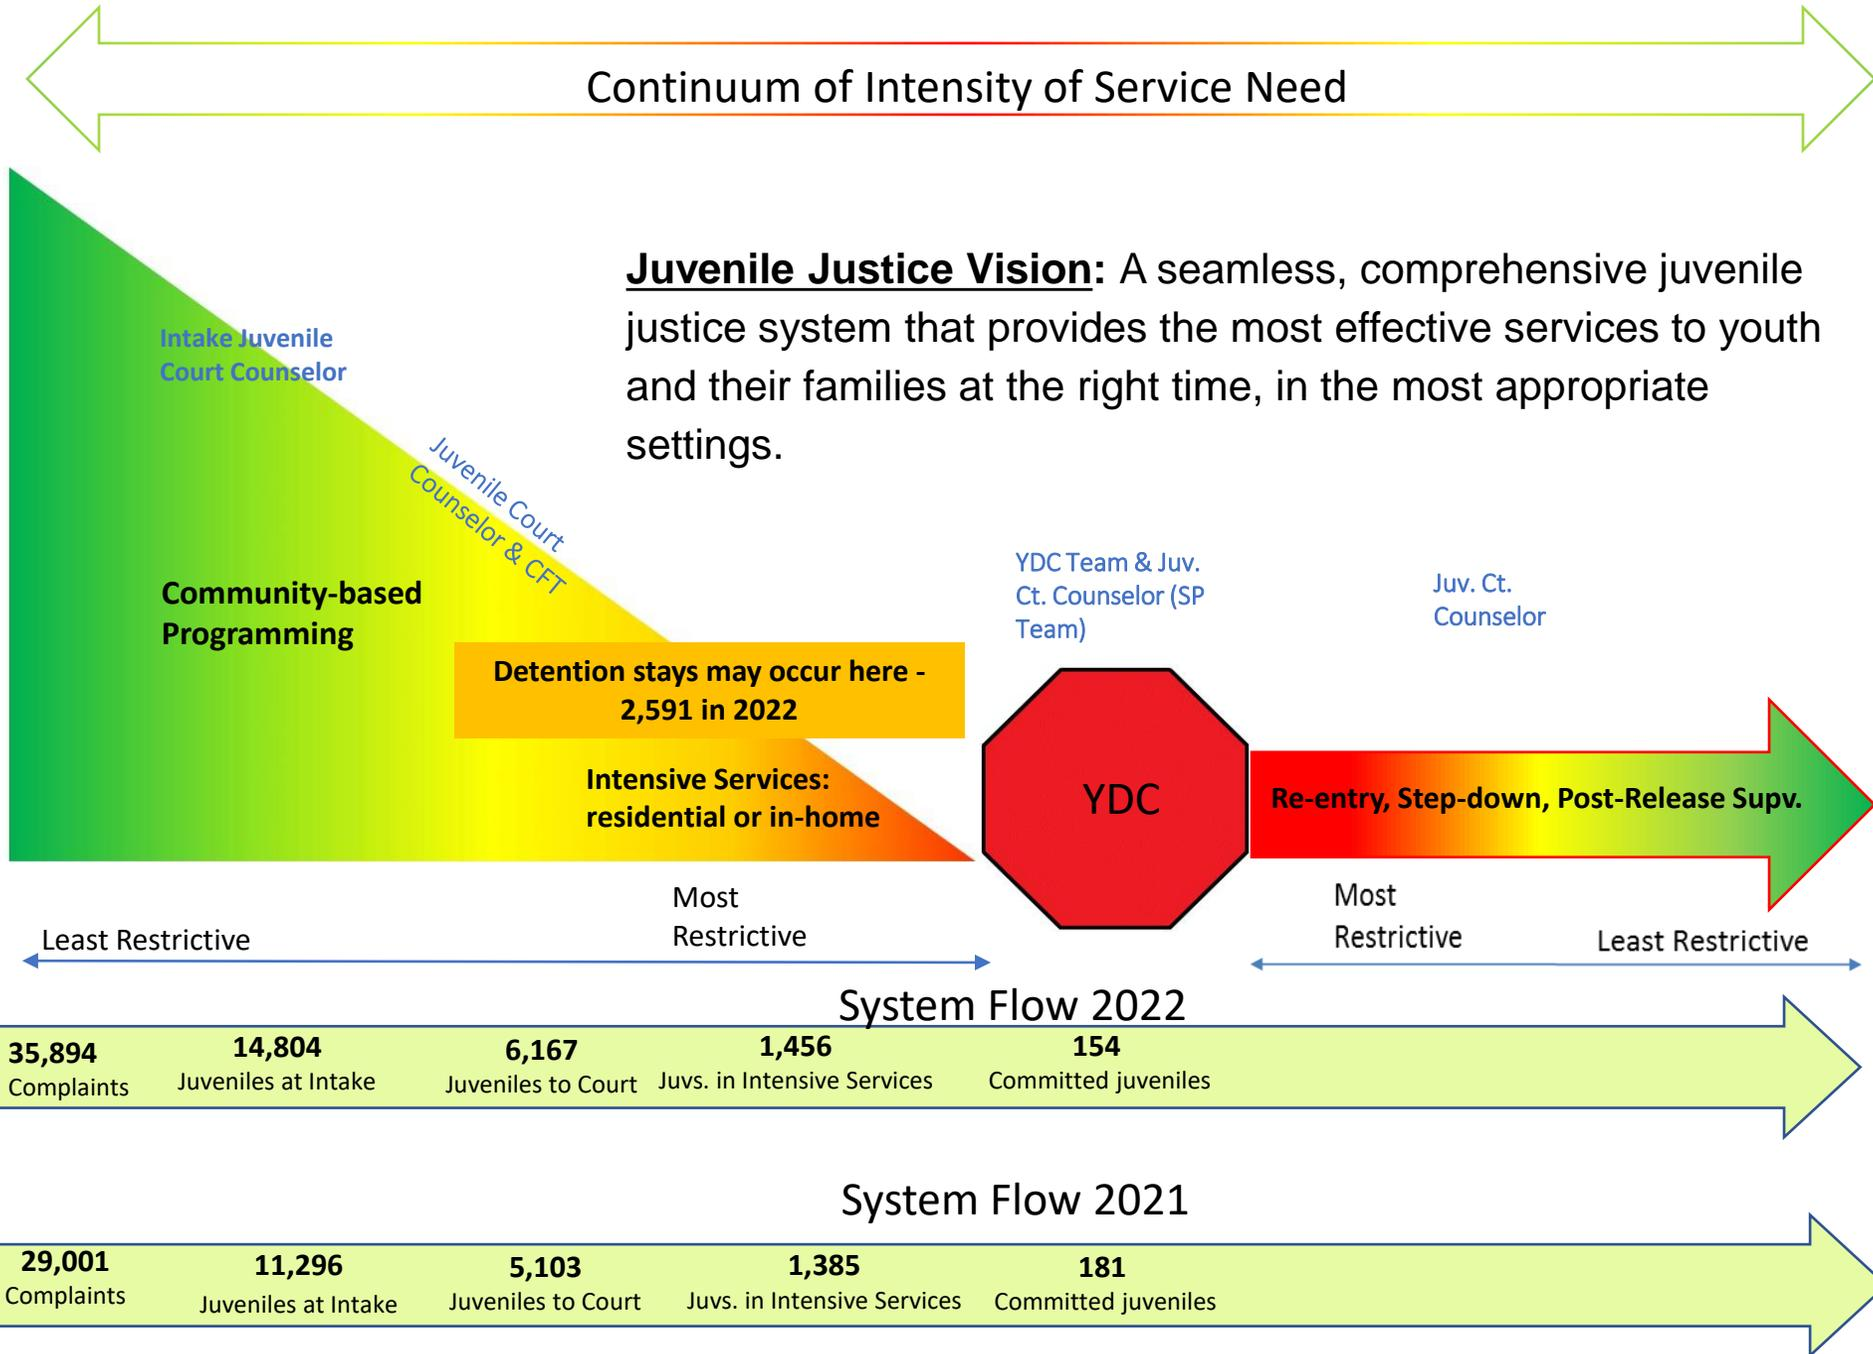 Continuum of Intensity of Service Need
Juvenile Justice Vision: A seamless, comprehensive juvenile
justice system that provides the most effective services to youth
and their families at the right time, in the most appropriate
settings.
Intake Juvenile
Court Counselor
Juvenile Court
Counselor & CFT
Community-based
Programming
YDC Team & Juv.
Ct. Counselor (SP
Team)
Juv. Ct.
Counselor
Detention stays may occur here -
2,591 in 2022
Intensive Services:
residential or in-home
YDC
Re-entry, Step-down, Post-Release Supv.
Least Restrictive
Most
Restrictive
Most
Restrictive
Least Restrictive
System Flow 2022
35,894
Complaints
14,804
Juveniles at Intake
6,167
Juveniles to Court
1,456
Juvs. in Intensive Services
154
Committed juveniles
System Flow 2021
29,001
Complaints
11,296
Juveniles at Intake
5,103
Juveniles to Court
1,385
Juvs. in Intensive Services
181
Committed juveniles